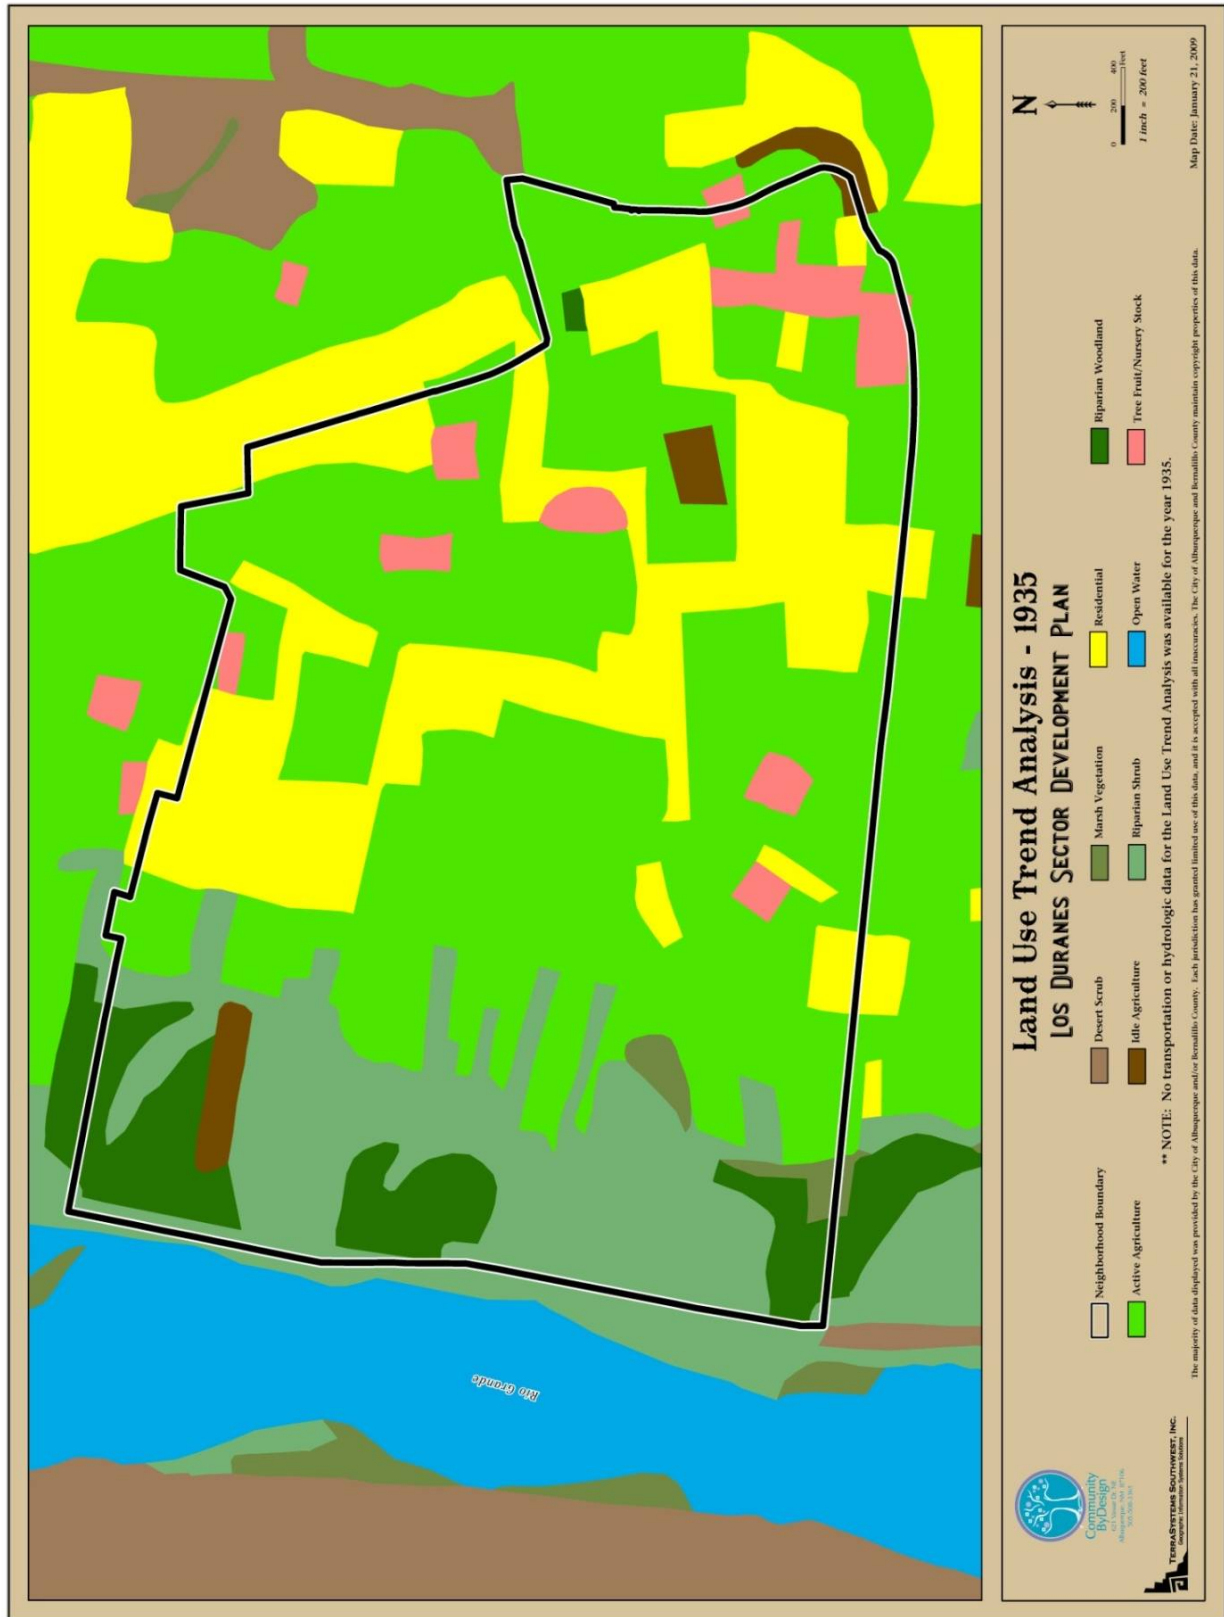 Rio Grande
Community
ByDesign
TERRASYSTEMS SOUTHWEST, INC.
Geographic Information Systems Solutions
Land Use Trend Analysis - 1935
LOS DURANES SECTOR DEVELOPMENT PLAN
Neighborhood Boundary
Desert Scrub
Marsh Vegetation
Residential
Riparian Woodland
Active Agriculture
Idle Agriculture
Riparian Shrub
Open Water
Tree Fruit/Nursery Stock
** NOTE: No transportation or hydrologic data for the Land Use Trend Analysis was available for the year 1935.
The majority of data displayed was provided by the City of Albuquerque and/or Bernalillo County. Each jurisdiction has granted limited use of this data, and it is accepted with all inaccuracies. The City of Albuquerque and Bernalillo County maintain copyright properties of this data.
N
0 200 400
Feet
1 inch = 200 feet
Map Date: January 21, 2009